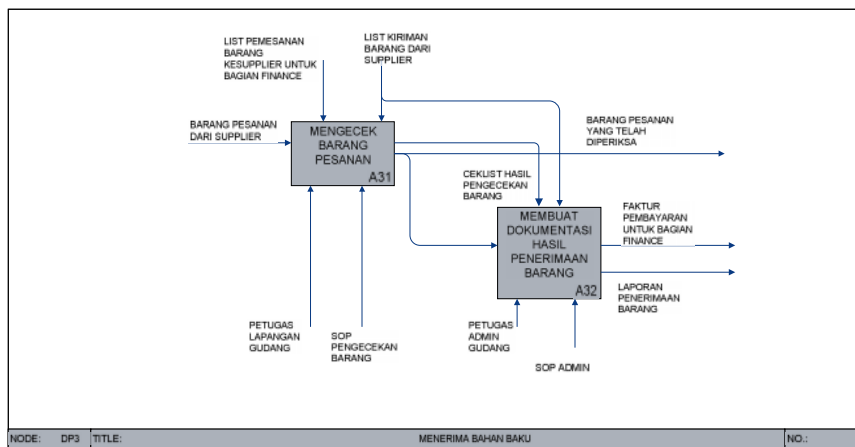 LIST PEMESANAN
BARANG
KESUPPLIER UNTUK
BAGIAN FINANCE
LIST KIRIMAN
BARANG DARI
SUPPLIER
BARANG PESANAN
DARI SUPPLIER
MENGECEK
BARANG
PESANAN
A31
BARANG PESANAN
YANG TELAH
DIPERIKSA
CEKLIST HASIL
PENGECEKAN
BARANG
MEMBUAT
DOKUMENTASI
HASIL
PENERIMAAN
BARANG
A32
FAKTUR
PEMBAYARAN
UNTUK BAGIAN
FINANCE
LAPORAN
PENERIMAAN
BARANG
PETUGAS
LAPANGAN
GUDANG
SOP
PENGECEKAN
BARANG
PETUGAS
ADMIN
GUDANG
SOP ADMIN
NODE: DP3 TITLE: MENERIMA BAHAN BAKU NO.: